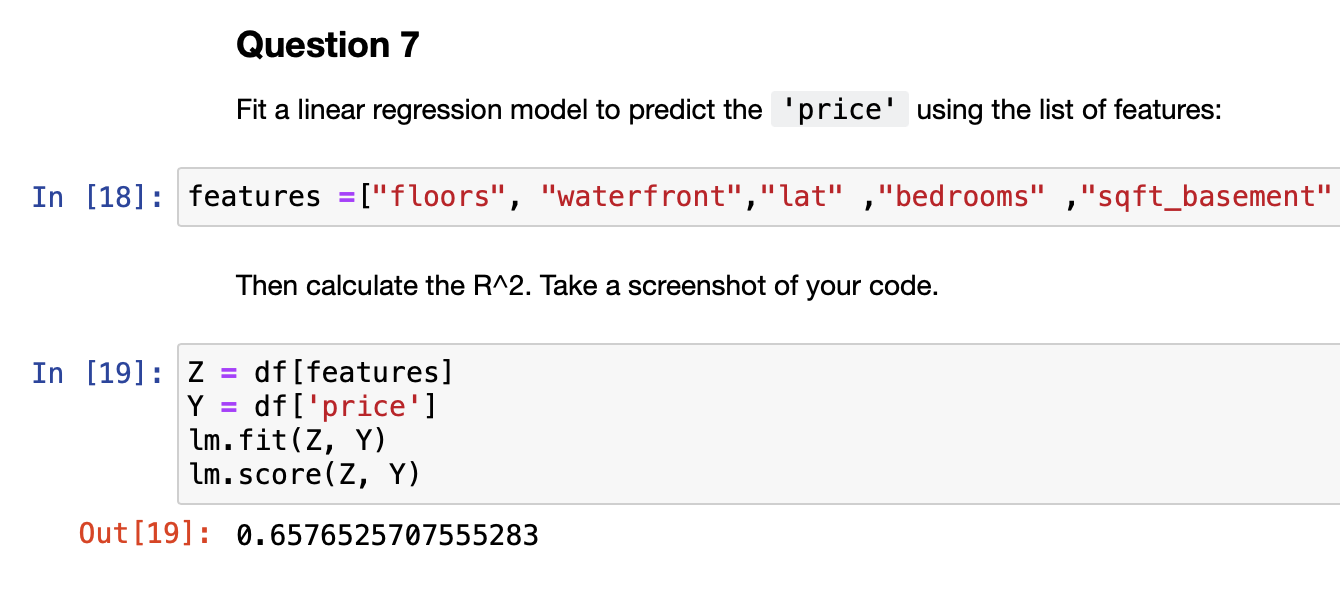 Question 7
Fit a linear regression model to predict the 'price' using the list of features:
In [18]: features =["floors", "waterfront","lat" ,"bedrooms" ,"sqft_basement"
Then calculate the R^2. Take a screenshot of your code.
In [19]: Z = df[features]
Y = df['price']
lm.fit(Z, Y)
lm.score(Z, Y)
Out[19]: 0.6576525707555283